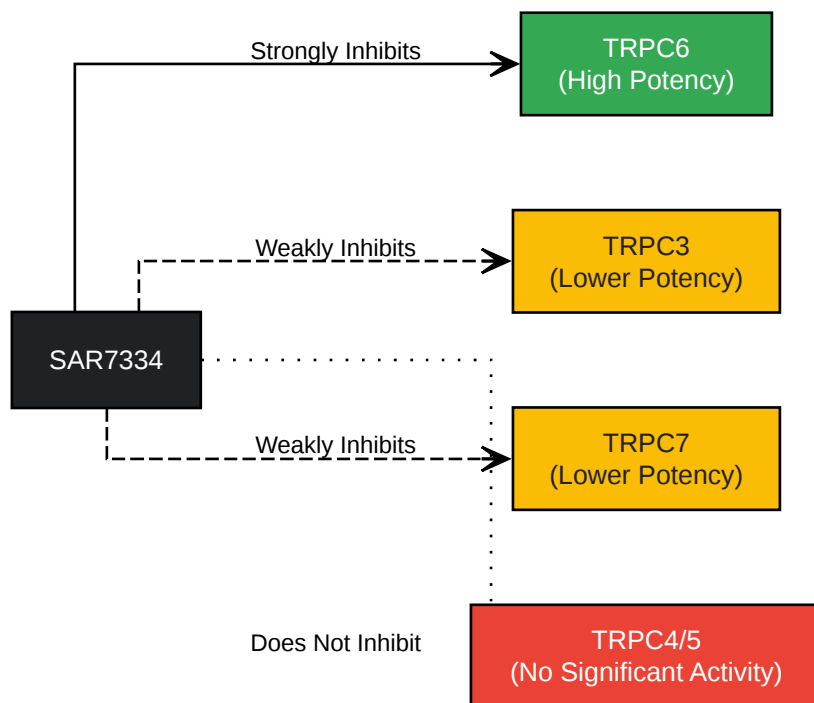 Strongly Inhibits
TRPC6
(High Potency)
Weakly Inhibits
TRPC3
(Lower Potency)
SAR7334
Weakly Inhibits
TRPC7
(Lower Potency)
Does Not Inhibit
TRPC4/5
(No Significant Activity)